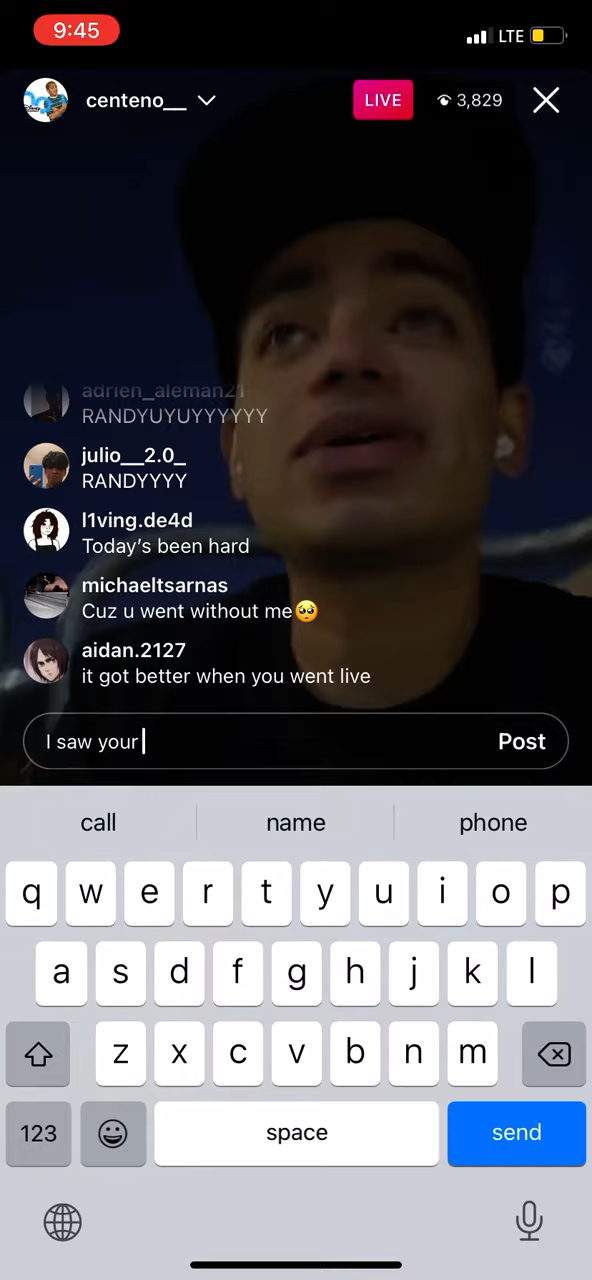 9:45
LTE
centeno__
LIVE
3,829
adrien_aleman21
RANDYUYUYYYYYY
julio__2.0_
RANDYYYY
l1ving.de4d
Today’s been hard
michaeltsarnas
Cuz u went without me🥺
aidan.2127
it got better when you went live
I saw your
Post
call name phone
q w e r t y u i o p
a s d f g h j k l
z x c v b n m
123 space send